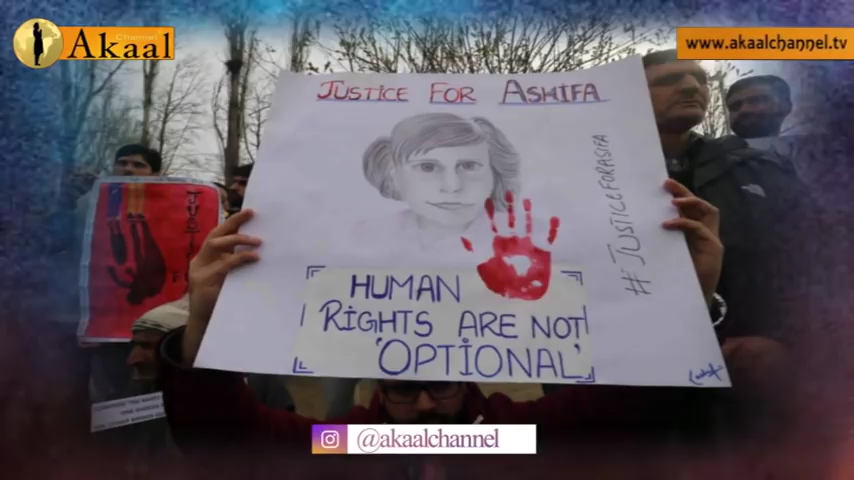 Akaal
Channel
www.akaalchannel.tv
JUSTICE FOR ASHIFA
#JUSTICEFORASIFA
HUMAN
RIGHTS ARE NOT
'OPTIONAL'
@akaalchannel